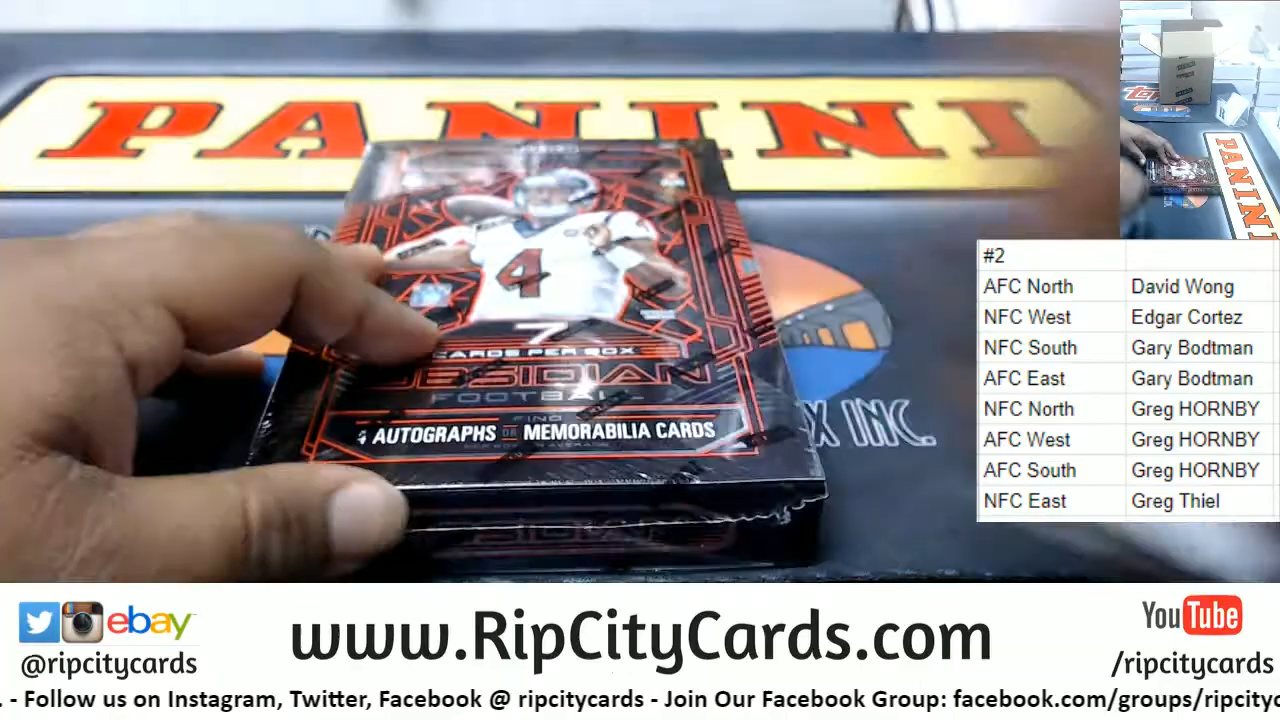 PANINI
PANINI
4
7
CARDS PER BOX
OBSIDIAN
FOOTBALL
FIND
4 AUTOGRAPHS OR MEMORABILIA CARDS
X INC.
#2
AFC North David Wong
NFC West Edgar Cortez
NFC South Gary Bodtman
AFC East Gary Bodtman
NFC North Greg HORNBY
AFC West Greg HORNBY
AFC South Greg HORNBY
NFC East Greg Thiel
ebay
@ripcitycards
www.RipCityCards.com
YouTube
/ripcitycards
. - Follow us on Instagram, Twitter, Facebook @ ripcitycards - Join Our Facebook Group: facebook.com/groups/ripcityc